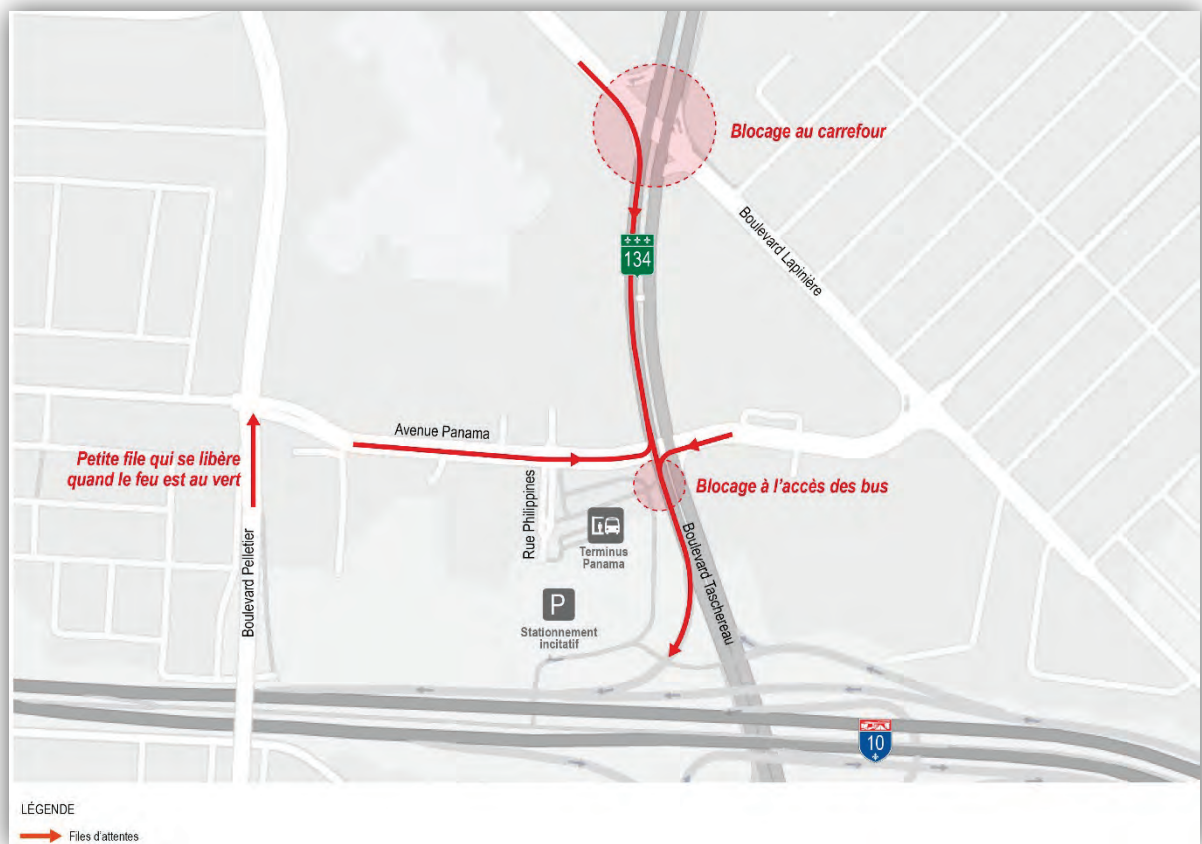 Blocage au carrefour
Boulevard Lapinière
134
Avenue Panama
Petite file qui se libère
quand le feu est au vert
Blocage à l'accès des bus
Rue Philippines
Terminus
Panama
Boulevard Taschereau
Boulevard Pelletier
P
Stationnement
incitatif
10
LÉGENDE
Files d'attentes